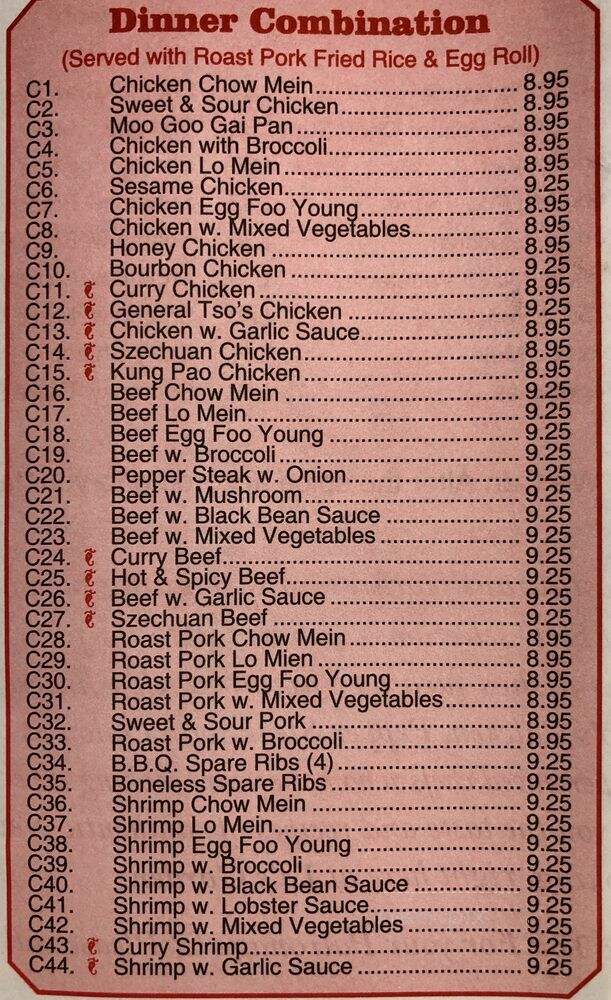 Dinner Combination
(Served with Roast Pork Fried Rice & Egg Roll)
C1. Chicken Chow Mein 8.95
C2. Sweet & Sour Chicken 8.95
C3. Moo Goo Gai Pan 8.95
C4. Chicken with Broccoli 8.95
C5. Chicken Lo Mein 8.95
C6. Sesame Chicken 9.25
C7. Chicken Egg Foo Young 8.95
C8. Chicken w. Mixed Vegetables 8.95
C9. Honey Chicken 8.95
C10. Bourbon Chicken 9.25
C11. Curry Chicken 8.95
C12. General Tso's Chicken 9.25
C13. Chicken w. Garlic Sauce 8.95
C14. Szechuan Chicken 8.95
C15. Kung Pao Chicken 8.95
C16. Beef Chow Mein 9.25
C17. Beef Lo Mein 9.25
C18. Beef Egg Foo Young 9.25
C19. Beef w. Broccoli 9.25
C20. Pepper Steak w. Onion 9.25
C21. Beef w. Mushroom 9.25
C22. Beef w. Black Bean Sauce 9.25
C23. Beef w. Mixed Vegetables 9.25
C24. Curry Beef 9.25
C25. Hot & Spicy Beef 9.25
C26. Beef w. Garlic Sauce 9.25
C27. Szechuan Beef 9.25
C28. Roast Pork Chow Mein 8.95
C29. Roast Pork Lo Mien 8.95
C30. Roast Pork Egg Foo Young 8.95
C31. Roast Pork w. Mixed Vegetables 8.95
C32. Sweet & Sour Pork 8.95
C33. Roast Pork w. Broccoli 8.95
C34. B.B.Q. Spare Ribs (4) 9.25
C35. Boneless Spare Ribs 9.25
C36. Shrimp Chow Mein 9.25
C37. Shrimp Lo Mein 9.25
C38. Shrimp Egg Foo Young 9.25
C39. Shrimp w. Broccoli 9.25
C40. Shrimp w. Black Bean Sauce 9.25
C41. Shrimp w. Lobster Sauce 9.25
C42. Shrimp w. Mixed Vegetables 9.25
C43. Curry Shrimp 9.25
C44. Shrimp w. Garlic Sauce 9.25